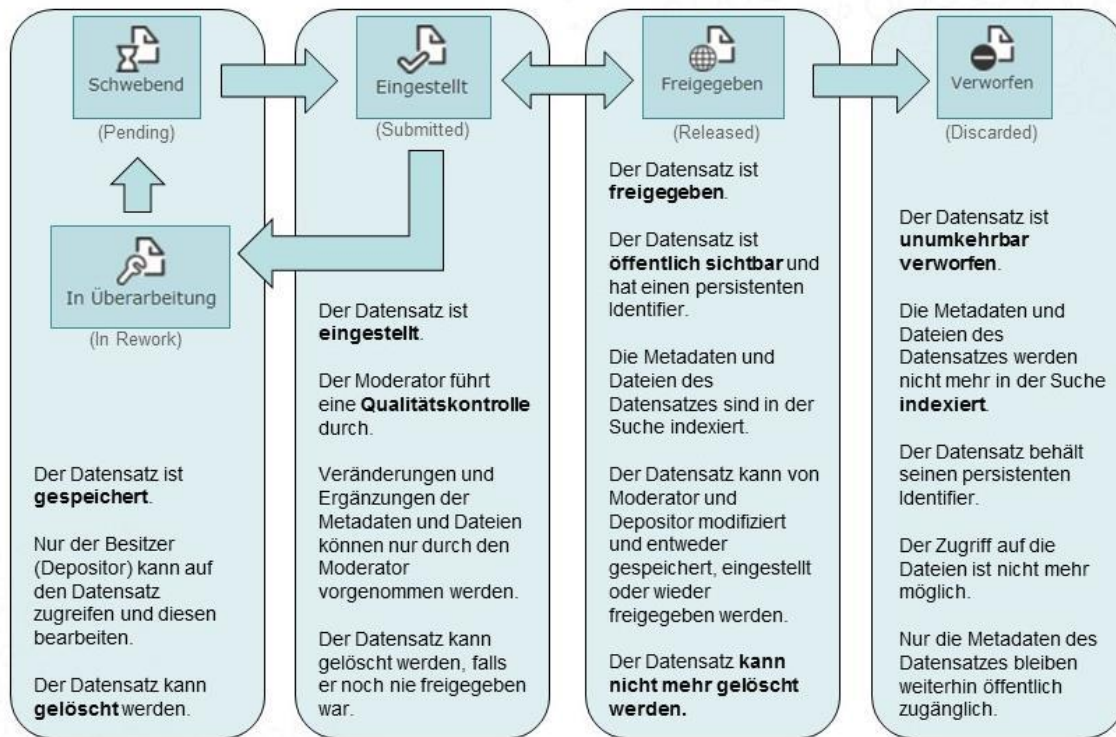 Schwebend
(Pending)
In Überarbeitung
(In Rework)
Der Datensatz ist
gespeichert.
Nur der Besitzer
(Depositor) kann auf
den Datensatz
zugreifen und diesen
bearbeiten.
Der Datensatz kann
gelöscht werden.
Eingestellt
(Submitted)
Der Datensatz ist
eingestellt.
Der Moderator führt
eine Qualitätskontrolle
durch.
Veränderungen und
Ergänzungen der
Metadaten und Dateien
können nur durch den
Moderator
vorgenommen werden.
Der Datensatz kann
gelöscht werden, falls
er noch nie freigegeben
war.
Freigegeben
(Released)
Der Datensatz ist
freigegeben.
Der Datensatz ist
öffentlich sichtbar und
hat einen persistenten
Identifier.
Die Metadaten und
Dateien des
Datensatzes sind in der
Suche indexiert.
Der Datensatz kann von
Moderator und
Depositor modifiziert
und entweder
gespeichert, eingestellt
oder wieder
freigegeben werden.
Der Datensatz kann
nicht mehr gelöscht
werden.
Verworfen
(Discarded)
Der Datensatz ist
unumkehrbar
verworfen.
Die Metadaten und
Dateien des
Datensatzes werden
nicht mehr in der Suche
indexiert.
Der Datensatz behält
seinen persistenten
Identifier.
Der Zugriff auf die
Dateien ist nicht mehr
möglich.
Nur die Metadaten des
Datensatzes bleiben
weiterhin öffentlich
zugänglich.